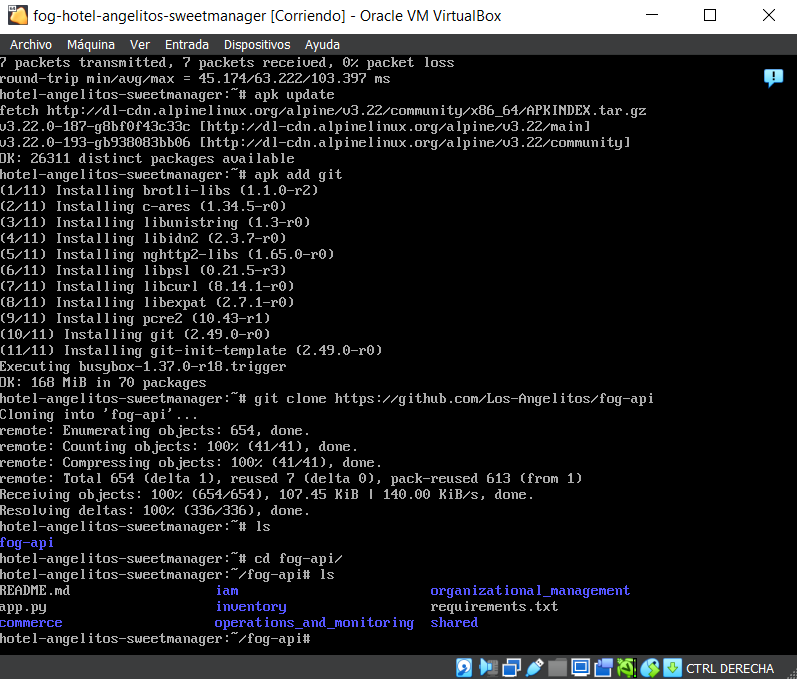 fog-hotel-angelitos-sweetmanager [Corriendo] - Oracle VM VirtualBox
Archivo Máquina Ver Entrada Dispositivos Ayuda
7 packets transmitted, 7 packets received, 0% packet loss
round-trip min/avg/max = 45.174/63.222/103.397 ms
hotel-angelitos-sweetmanager:~# apk update
fetch http://dl-cdn.alpinelinux.org/alpine/v3.22/community/x86_64/APKINDEX.tar.gz
v3.22.0-187-g8bf0f43c33c [http://dl-cdn.alpinelinux.org/alpine/v3.22/main]
v3.22.0-193-gb938083bb06 [http://dl-cdn.alpinelinux.org/alpine/v3.22/community]
OK: 26311 distinct packages available
hotel-angelitos-sweetmanager:~# apk add git
(1/11) Installing brotli-libs (1.1.0-r2)
(2/11) Installing c-ares (1.34.5-r0)
(3/11) Installing libunistring (1.3-r0)
(4/11) Installing libidn2 (2.3.7-r0)
(5/11) Installing nghttp2-libs (1.65.0-r0)
(6/11) Installing libpsl (0.21.5-r3)
(7/11) Installing libcurl (8.14.1-r0)
(8/11) Installing libexpat (2.7.1-r0)
(9/11) Installing pcre2 (10.43-r1)
(10/11) Installing git (2.49.0-r0)
(11/11) Installing git-init-template (2.49.0-r0)
Executing busybox-1.37.0-r18.trigger
OK: 168 MiB in 70 packages
hotel-angelitos-sweetmanager:~# git clone https://github.com/Los-Angelitos/fog-api
Cloning into 'fog-api'...
remote: Enumerating objects: 654, done.
remote: Counting objects: 100% (41/41), done.
remote: Compressing objects: 100% (41/41), done.
remote: Total 654 (delta 1), reused 7 (delta 0), pack-reused 613 (from 1)
Receiving objects: 100% (654/654), 107.45 KiB | 140.00 KiB/s, done.
Resolving deltas: 100% (336/336), done.
hotel-angelitos-sweetmanager:~# ls
fog-api
hotel-angelitos-sweetmanager:~# cd fog-api/
hotel-angelitos-sweetmanager:~/fog-api# ls
README.md iam organizational_management
app.py inventory requirements.txt
commerce operations_and_monitoring shared
hotel-angelitos-sweetmanager:~/fog-api#
CTRL DERECHA